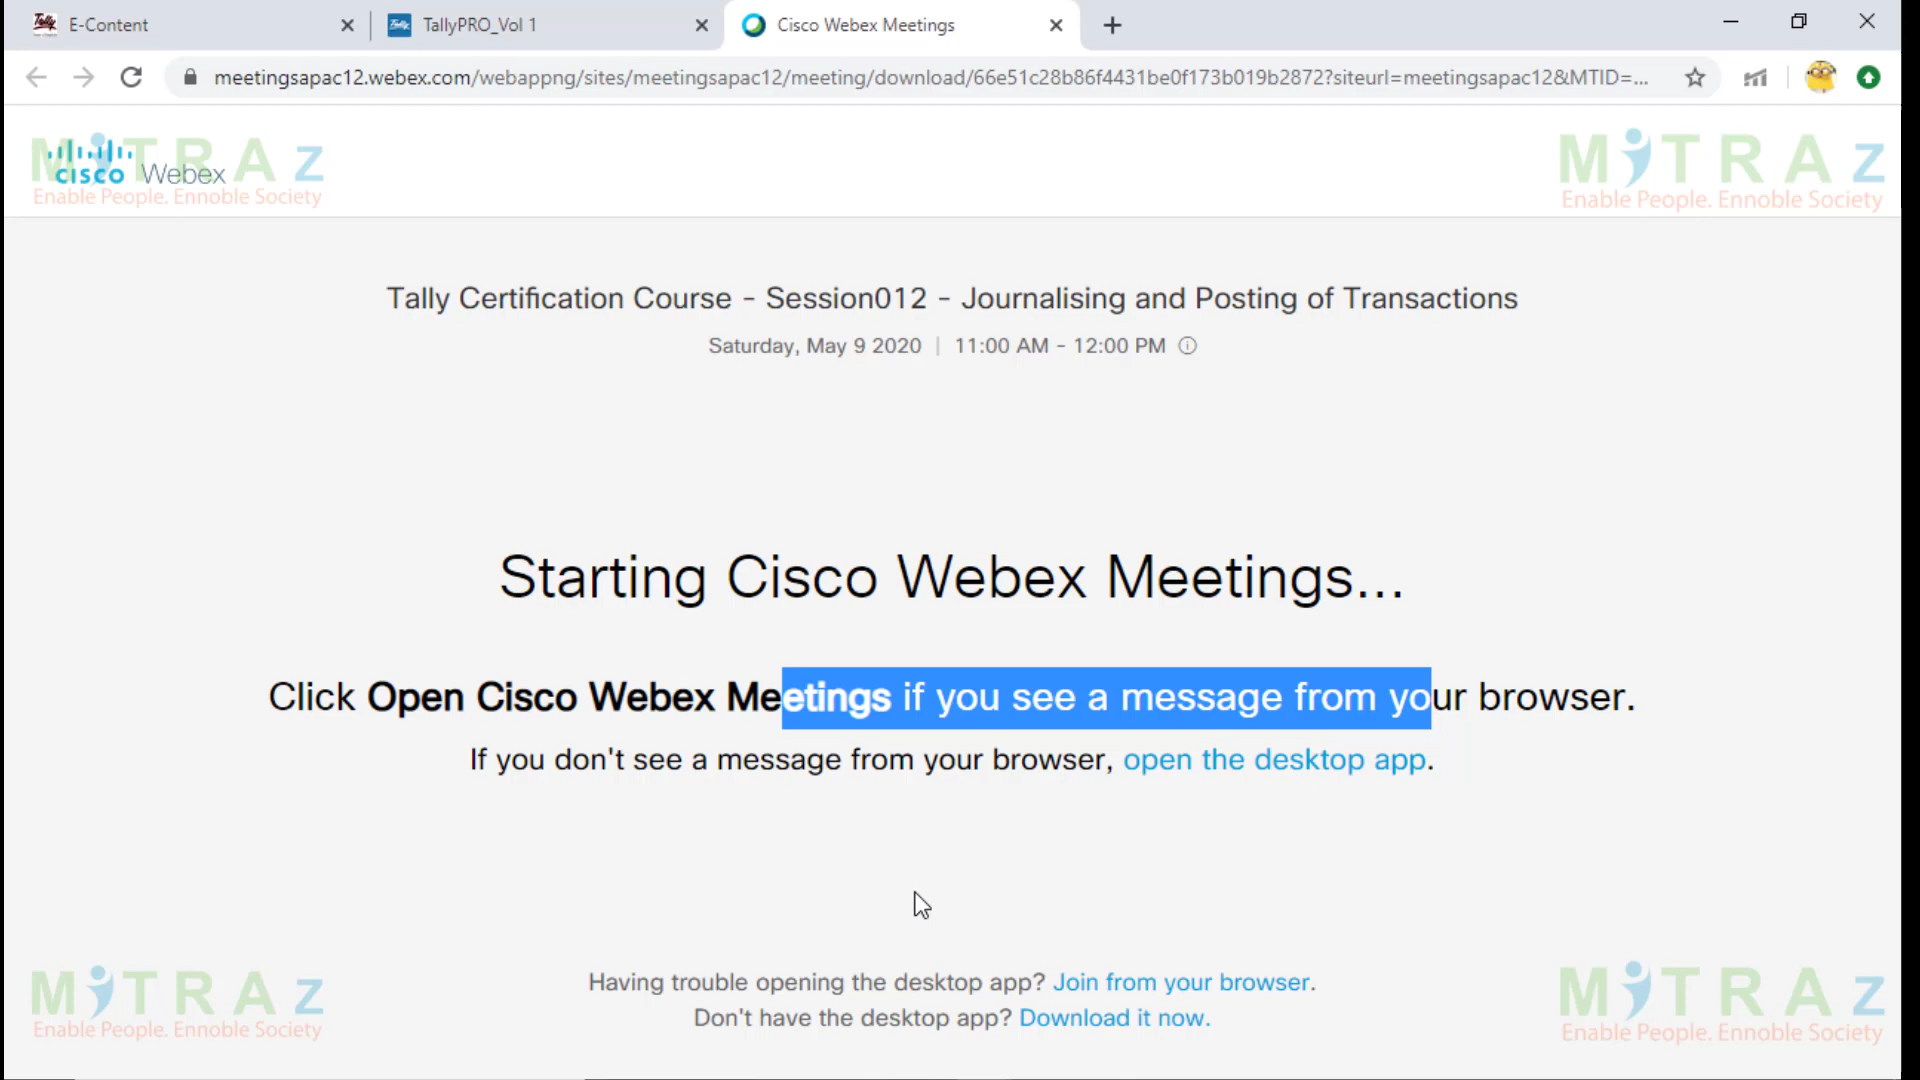 E-Content
TallyPRO_Vol 1
Cisco Webex Meetings
meetingsapac12.webex.com/webappng/sites/meetingsapac12/meeting/download/66e51c28b86f4431be0f173b019b2872?siteurl=meetingsapac12&MTID=...
MiTRAz
Enable People. Ennoble Society
cisco Webex
MiTRAz
Enable People. Ennoble Society
Tally Certification Course - Session012 - Journalising and Posting of Transactions
Saturday, May 9 2020 | 11:00 AM - 12:00 PM
Starting Cisco Webex Meetings...
Click Open Cisco Webex Meetings if you see a message from your browser.
If you don't see a message from your browser, open the desktop app.
Having trouble opening the desktop app? Join from your browser.
Don't have the desktop app? Download it now.
MiTRAz
Enable People. Ennoble Society
MiTRAz
Enable People. Ennoble Society